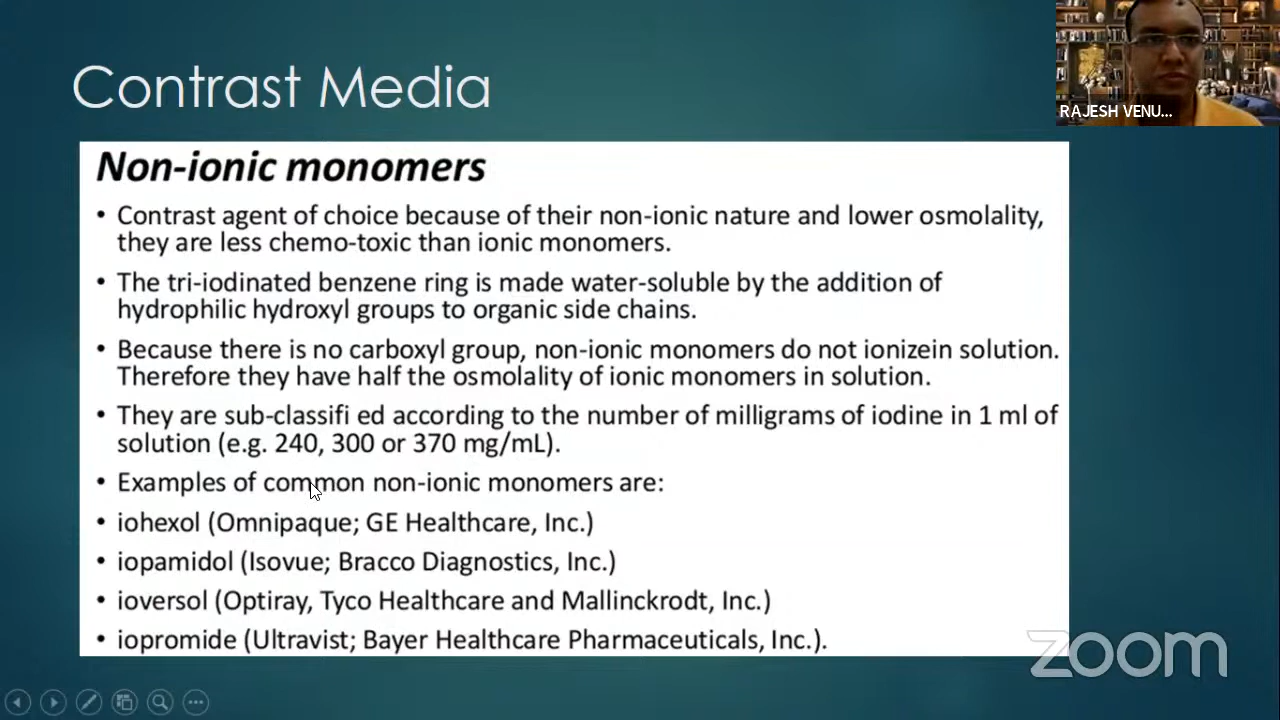 Contrast Media
RAJESH VENU...
Non-ionic monomers
• Contrast agent of choice because of their non-ionic nature and lower osmolality,
they are less chemo-toxic than ionic monomers.
• The tri-iodinated benzene ring is made water-soluble by the addition of
hydrophilic hydroxyl groups to organic side chains.
• Because there is no carboxyl group, non-ionic monomers do not ionizein solution.
Therefore they have half the osmolality of ionic monomers in solution.
• They are sub-classifi ed according to the number of milligrams of iodine in 1 ml of
solution (e.g. 240, 300 or 370 mg/mL).
• Examples of common non-ionic monomers are:
• iohexol (Omnipaque; GE Healthcare, Inc.)
• iopamidol (Isovue; Bracco Diagnostics, Inc.)
• ioversol (Optiray, Tyco Healthcare and Mallinckrodt, Inc.)
• iopromide (Ultravist; Bayer Healthcare Pharmaceuticals, Inc.).
zoom